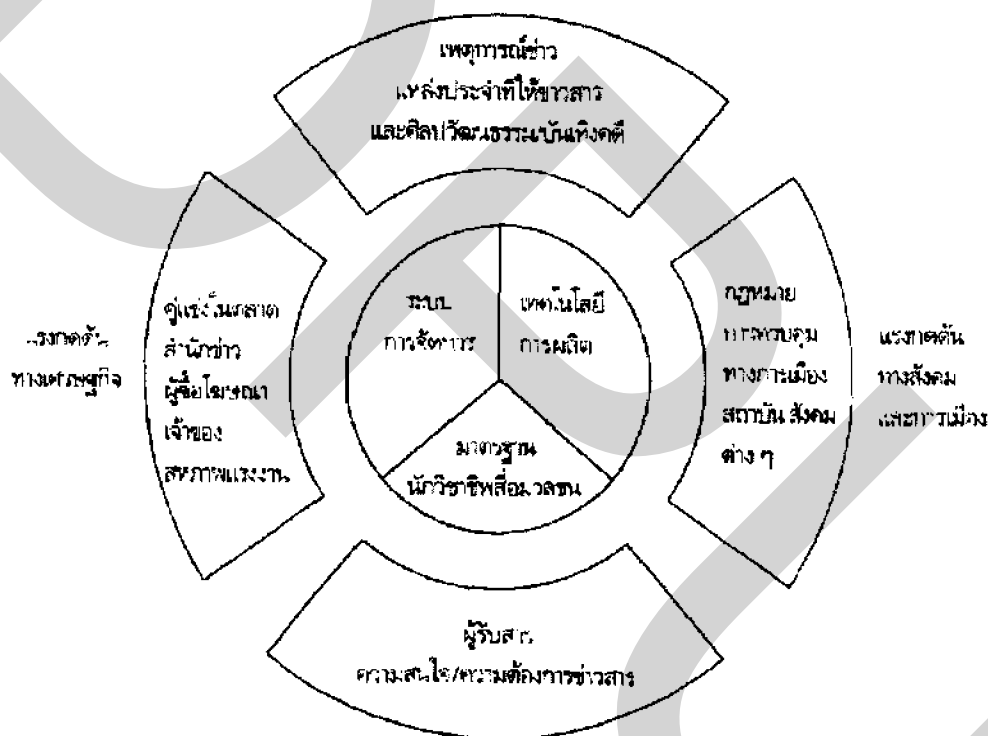 เหตุการณ์ข่าว
แหล่งประจำที่ให้ข่าวสาร
และศิลปวัฒนธรรมบันเทิงคดี
แรงกดดัน
ทางเศรษฐกิจ
คู่แข่งในตลาด
สำนักข่าว
ผู้ซื้อโฆษณา
เจ้าของ
สหภาพแรงงาน
ระบบ
การจัดการ
เทคโนโลยี
การผลิต
มาตรฐาน
นักวิชาชีพสื่อมวลชน
กฎหมาย
การควบคุม
ทางการเมือง
สถาบัน สังคม
ต่าง ๆ
แรงกดดัน
ทางสังคม
และการเมือง
ผู้รับสาร
ความสนใจ/ความต้องการข่าวสาร